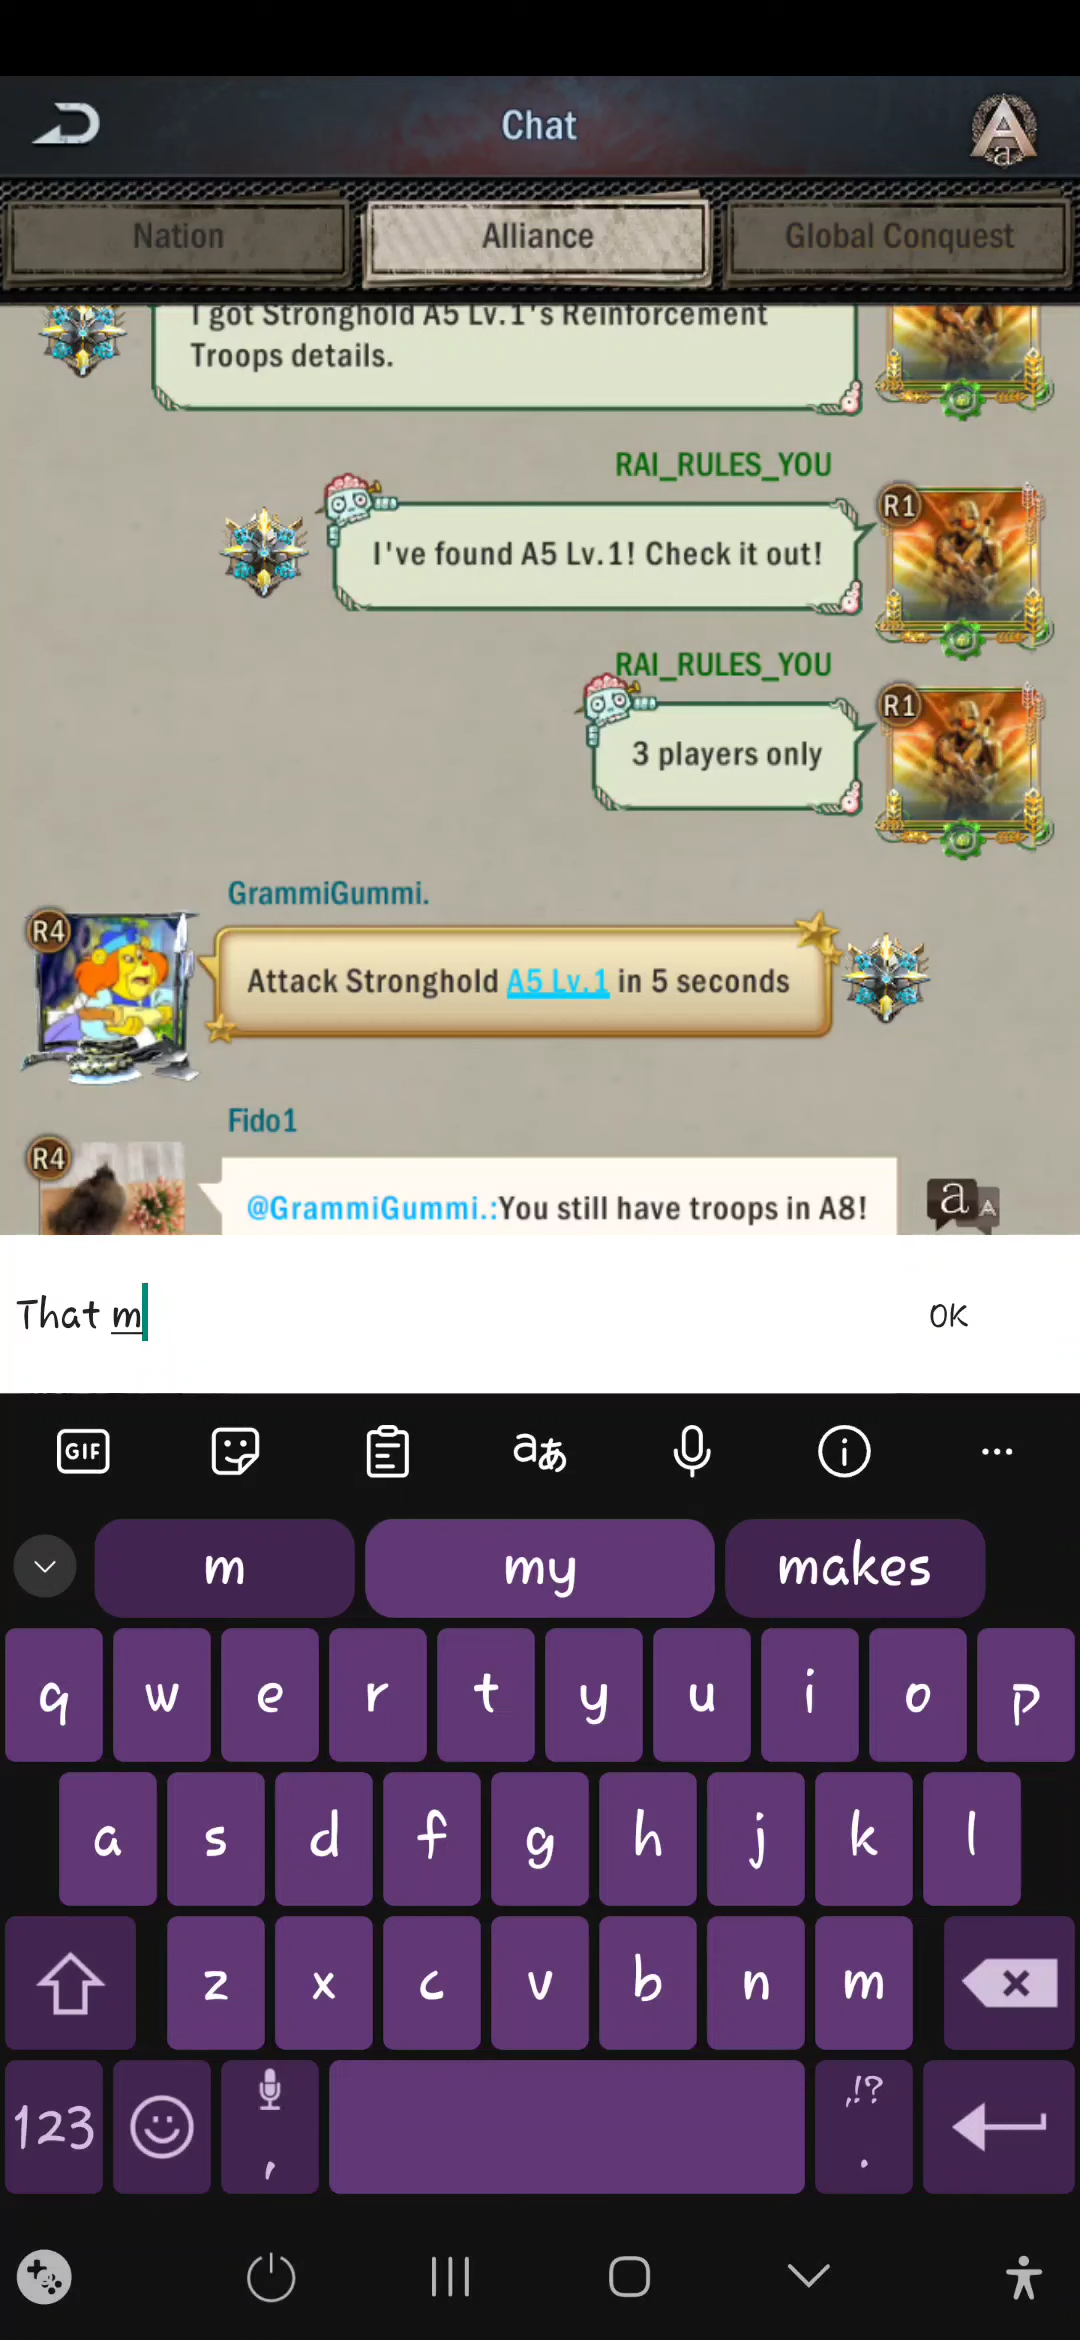 Chat
Nation
Alliance
Global Conquest
I got Stronghold A5 Lv.1's Reinforcement
Troops details.
RAI_RULES_YOU
R1
I've found A5 Lv.1! Check it out!
RAI_RULES_YOU
R1
3 players only
GrammiGummi.
R4
Attack Stronghold A5 Lv.1 in 5 seconds
Fido1
R4
@GrammiGummi.:You still have troops in A8!
That m
OK
GIF
aあ
m
my
makes
q w e r t y u i o p
a s d f g h j k l
z x c v b n m
123
,
,!?
.